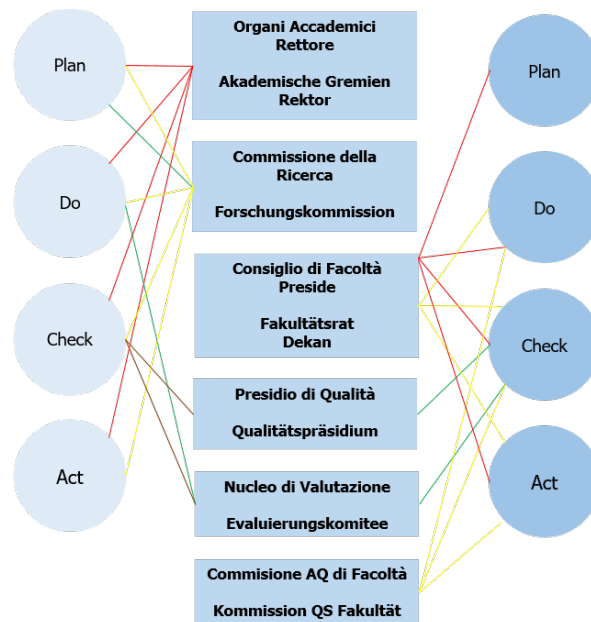 Plan
Do
Check
Act
Organi Accademici
Rettore
Akademische Gremien
Rektor
Commissione della
Ricerca
Forschungskommission
Consiglio di Facoltà
Preside
Fakultätsrat
Dekan
Presidio di Qualità
Qualitätspräsidium
Nucleo di Valutazione
Evaluierungskomitee
Commisione AQ di Facoltà
Kommission QS Fakultät
Plan
Do
Check
Act